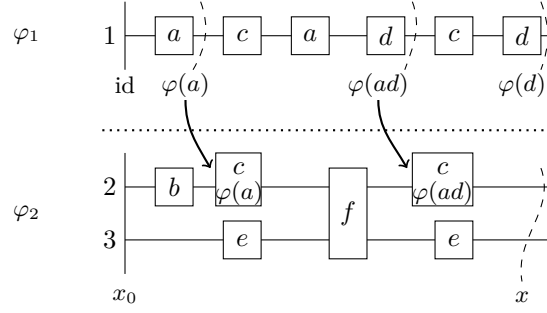 φ₁ 1 a c a d c d
id φ(a) φ(ad) φ(d)
φ₂ 2 b c φ(a) f c φ(ad)
3 e e
x₀ x